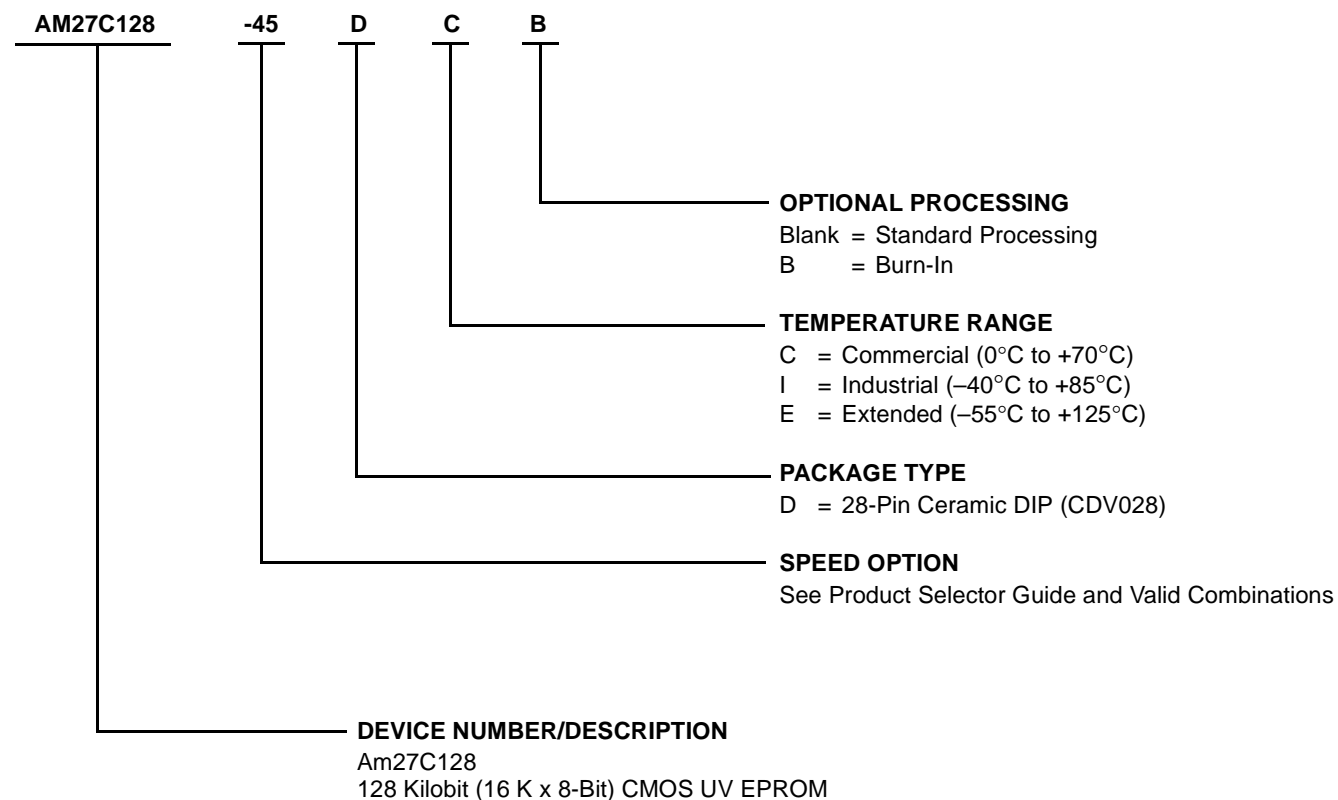 AM27C128 -45 D C B
OPTIONAL PROCESSING
Blank = Standard Processing
B = Burn-In
TEMPERATURE RANGE
C = Commercial (0°C to +70°C)
I = Industrial (–40°C to +85°C)
E = Extended (–55°C to +125°C)
PACKAGE TYPE
D = 28-Pin Ceramic DIP (CDV028)
SPEED OPTION
See Product Selector Guide and Valid Combinations
DEVICE NUMBER/DESCRIPTION
Am27C128
128 Kilobit (16 K x 8-Bit) CMOS UV EPROM